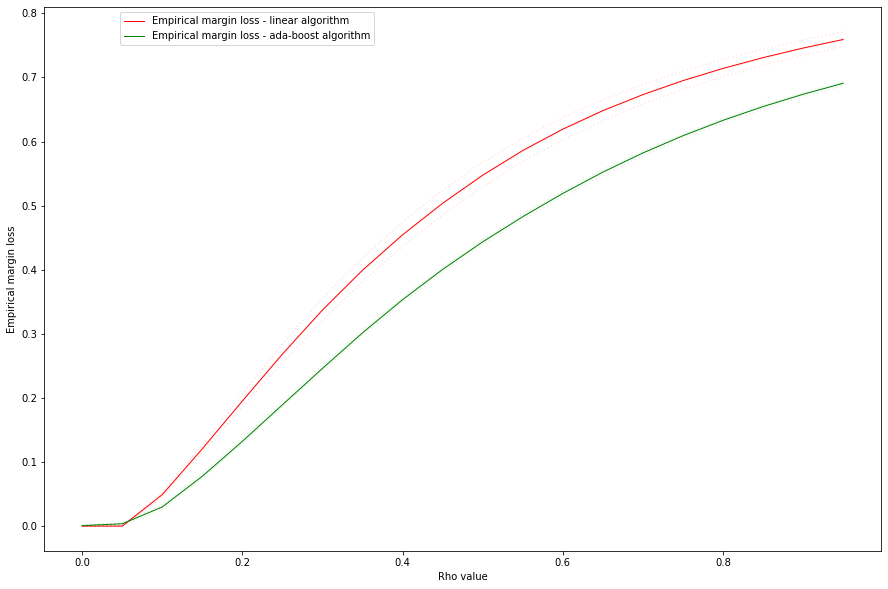 Empirical margin loss - linear algorithm
Empirical margin loss - ada-boost algorithm
0.8
0.7
0.6
0.5
0.4
0.3
0.2
0.1
0.0
Empirical margin loss
0.0 0.2 0.4 0.6 0.8
Rho value